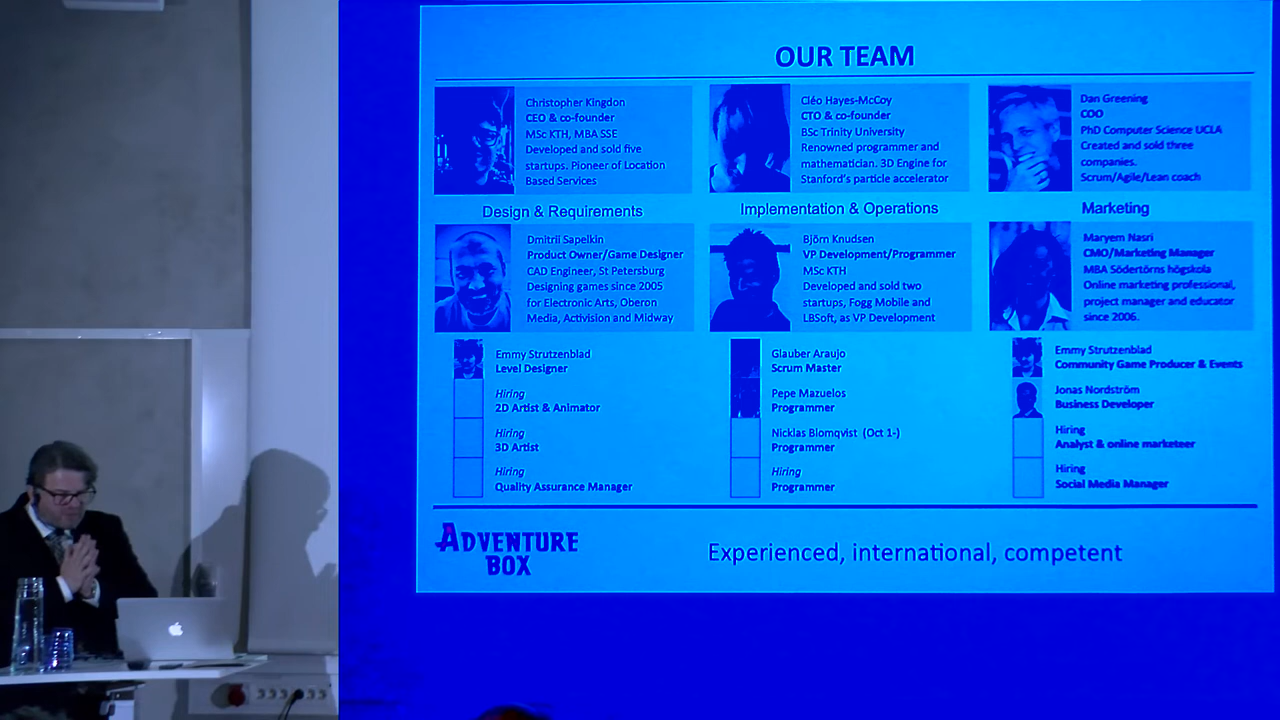 OUR TEAM
Christopher Kingdon
CEO & co-founder
MSc KTH, MBA SSE
Developed and sold five
startups. Pioneer of Location
Based Services
Cléo Hayes-McCoy
CTO & co-founder
BSc Trinity University
Renowned programmer and
mathematician. 3D Engine for
Stanford's particle accelerator
Dan Greening
COO
PhD Computer Science UCLA
Created and sold three
companies.
Scrum/Agile/Lean coach
Design & Requirements
Implementation & Operations
Marketing
Dmitrii Sapelkin
Product Owner/Game Designer
CAD Engineer, St Petersburg
Designing games since 2005
for Electronic Arts, Oberon
Media, Activision and Midway
Björn Knudsen
VP Development/Programmer
MSc KTH
Developed and sold two
startups, Fogg Mobile and
LBSoft, as VP Development
Maryem Nasri
CMO/Marketing Manager
MBA Södertörns högskola
Online marketing professional,
project manager and educator
since 2006.
Emmy Strutzenblad
Level Designer
Hiring
2D Artist & Animator
Hiring
3D Artist
Hiring
Quality Assurance Manager
Glauber Araujo
Scrum Master
Pepe Mazuelos
Programmer
Nicklas Blomqvist (Oct 1-)
Programmer
Hiring
Programmer
Emmy Strutzenblad
Community Game Producer & Events
Jonas Nordström
Business Developer
Hiring
Analyst & online marketeer
Hiring
Social Media Manager
ADVENTURE
BOX
Experienced, international, competent